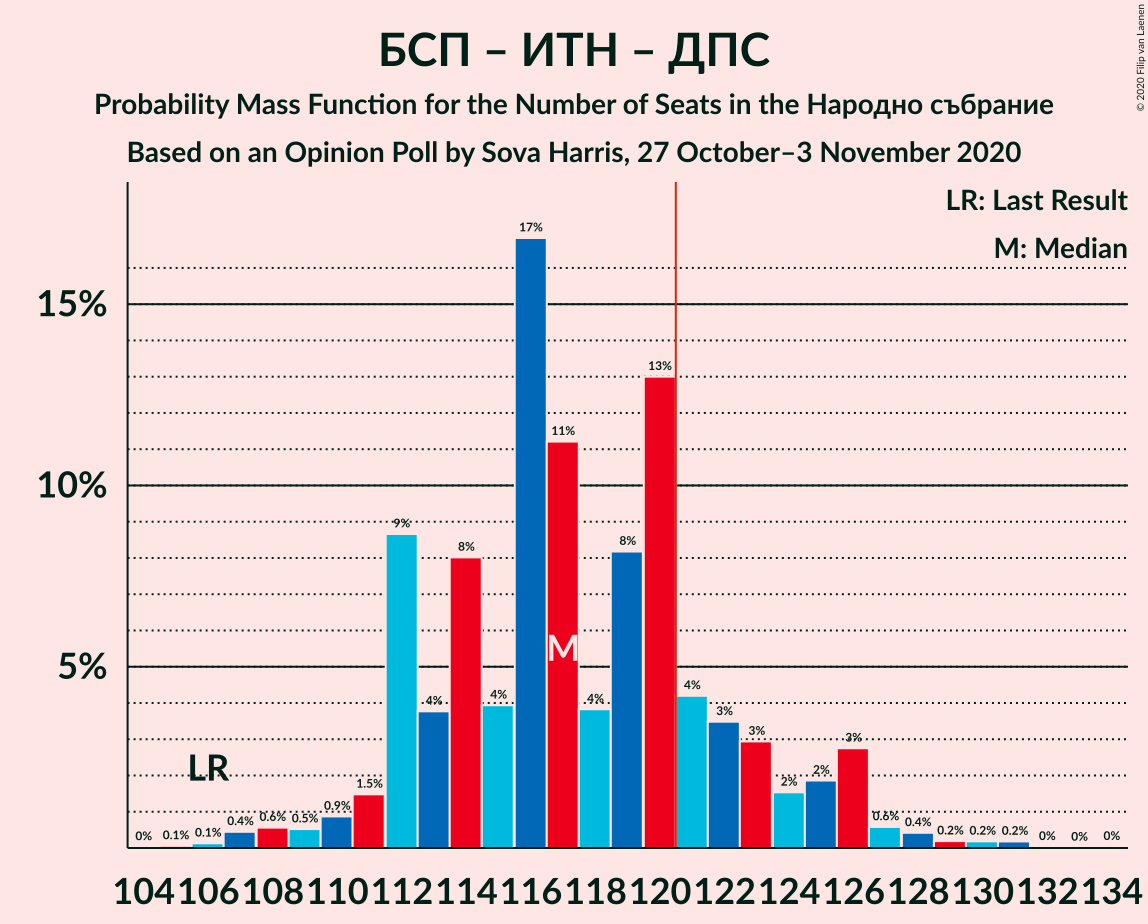 БСП – ИТН – ДПС
Probability Mass Function for the Number of Seats in the Народно събрание
Based on an Opinion Poll by Sova Harris, 27 October–3 November 2020
© 2020 Filip van Laenen
LR: Last Result
M: Median
15%
10%
5%
0% 0.1% 0.1% 0.4% 0.6% 0.5% 0.9% 1.5% 9% 4% 8% 4% 17% 11% 4% 8% 13% 4% 3% 3% 2% 2% 3% 0.6% 0.4% 0.2% 0.2% 0.2% 0% 0% 0%
LR
M
104 106 108 110 112 114 116 118 120 122 124 126 128 130 132 134